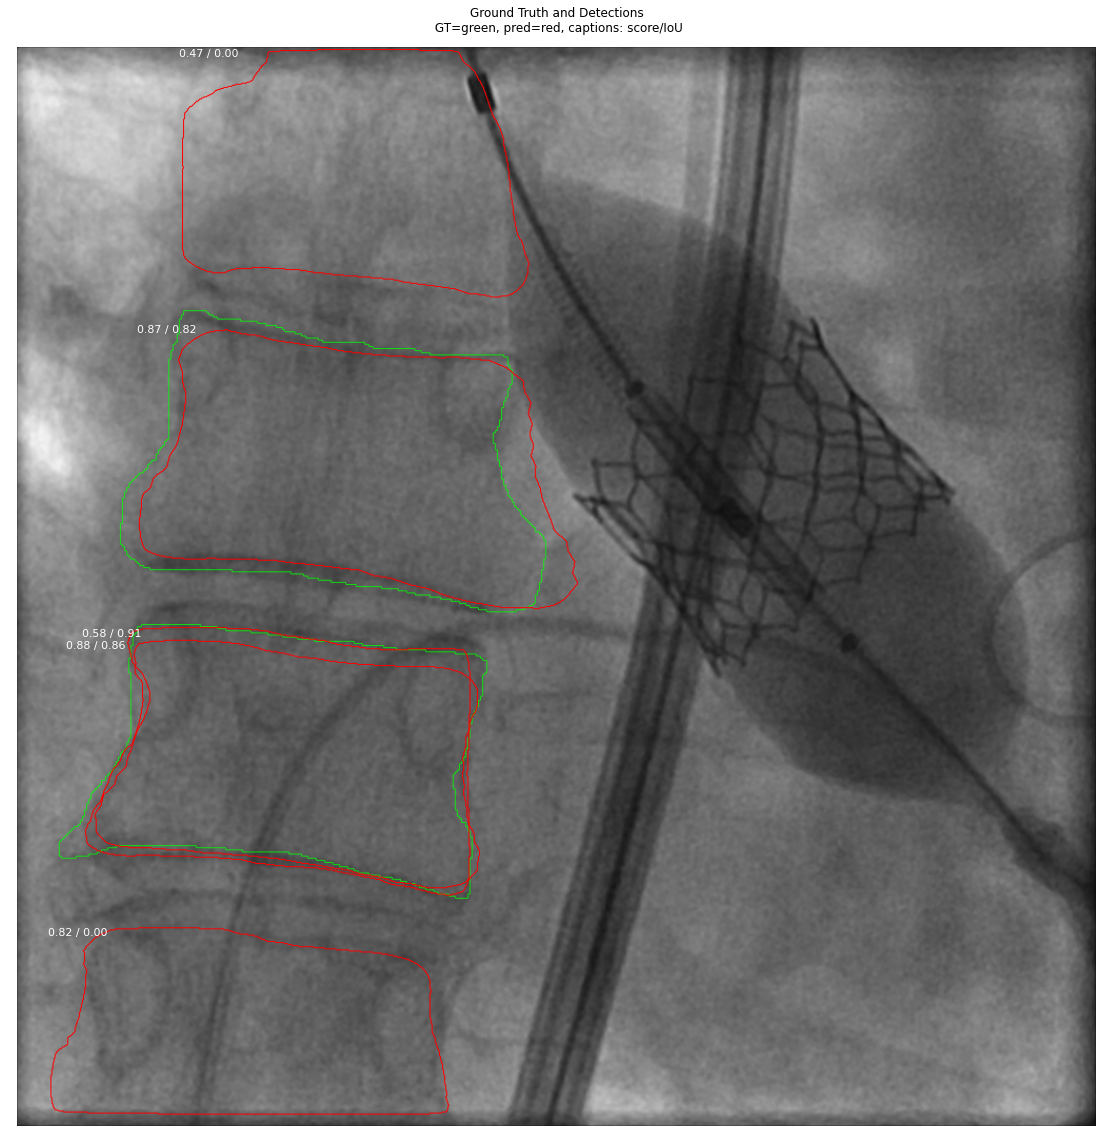 Ground Truth and Detections
GT=green, pred=red, captions: score/IoU
0.47 / 0.00
0.87 / 0.82
0.58 / 0.91
0.88 / 0.86
0.82 / 0.00